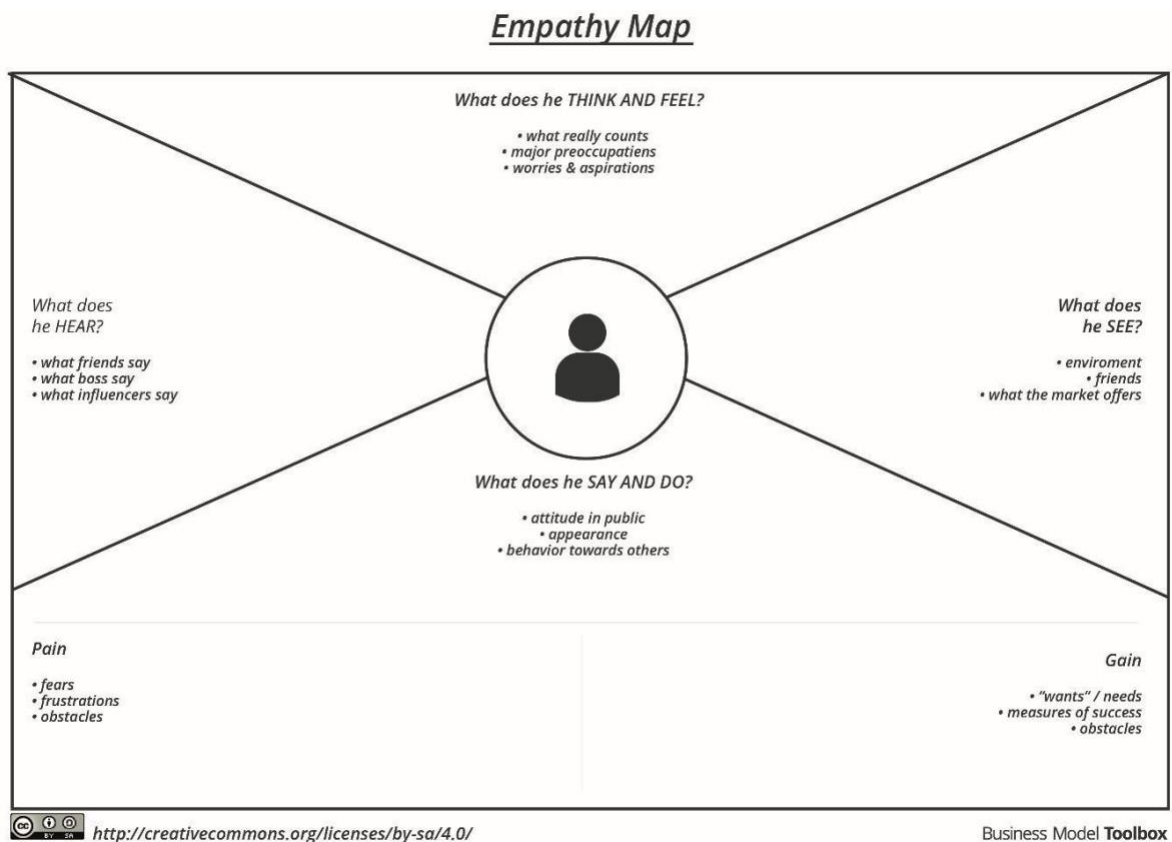 Empathy Map
What does he THINK AND FEEL?
• what really counts
• major preoccupatiens
• worries & aspirations
What does
he HEAR?
• what friends say
• what boss say
• what influencers say
What does
he SEE?
• enviroment
• friends
• what the market offers
What does he SAY AND DO?
• attitude in public
• appearance
• behavior towards others
Pain
• fears
• frustrations
• obstacles
Gain
• “wants” / needs
• measures of success
• obstacles
cc BY SA http://creativecommons.org/licenses/by-sa/4.0/
Business Model Toolbox